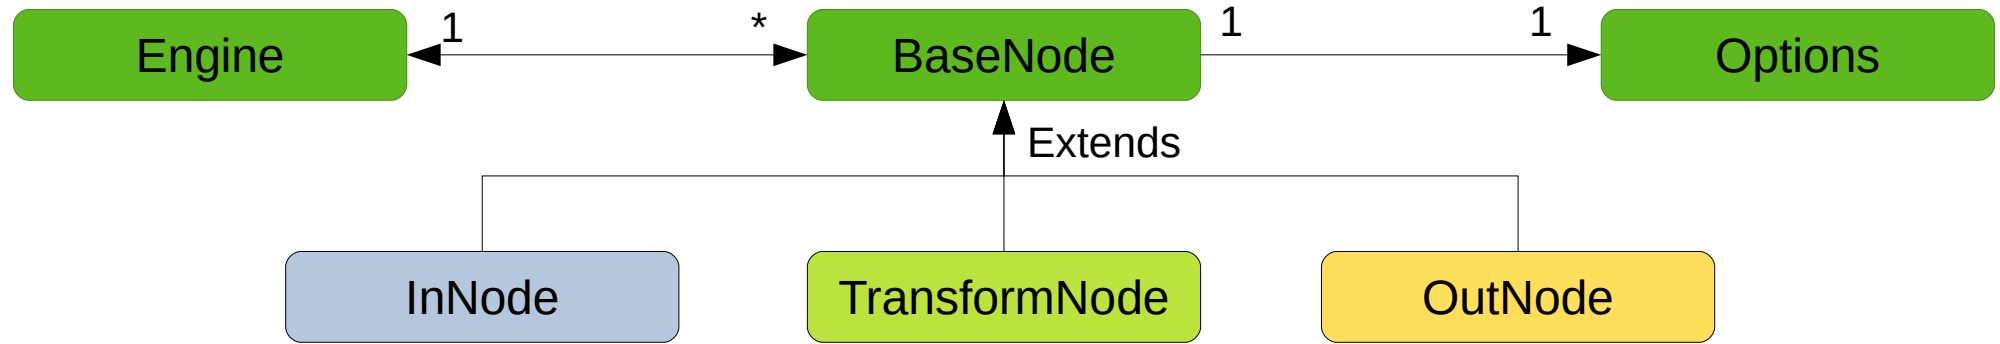 Engine
1
*
BaseNode
1
1
Options
Extends
InNode
TransformNode
OutNode